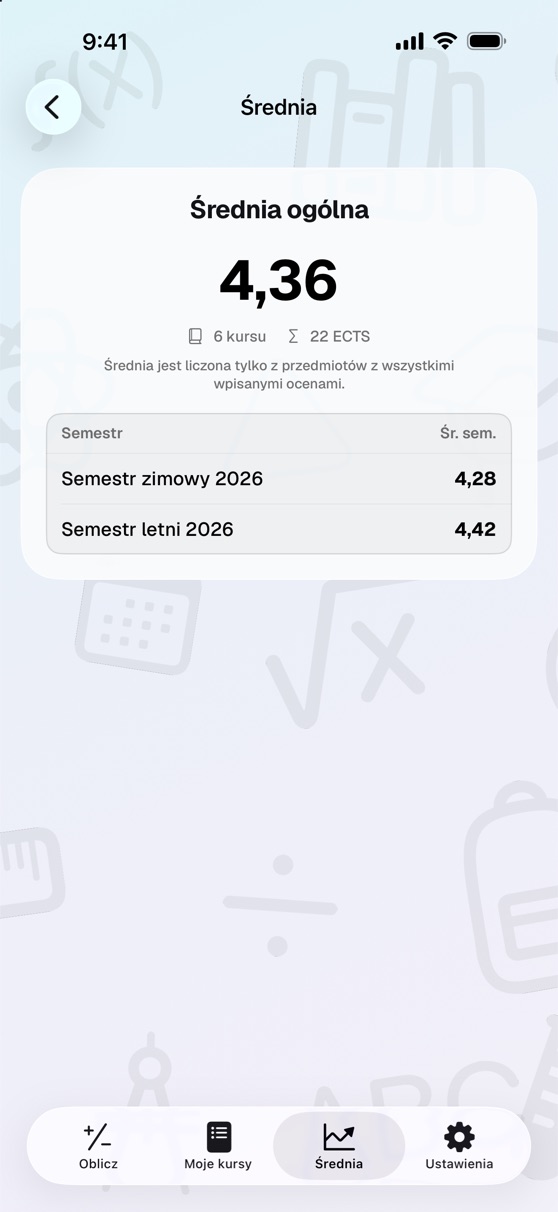 9:41
Średnia
Średnia ogólna
4,36
6 kursu 22 ECTS
Średnia jest liczona tylko z przedmiotów z wszystkimi
wpisanymi ocenami.
Semestr Śr. sem.
Semestr zimowy 2026 4,28
Semestr letni 2026 4,42
Oblicz Moje kursy Średnia Ustawienia